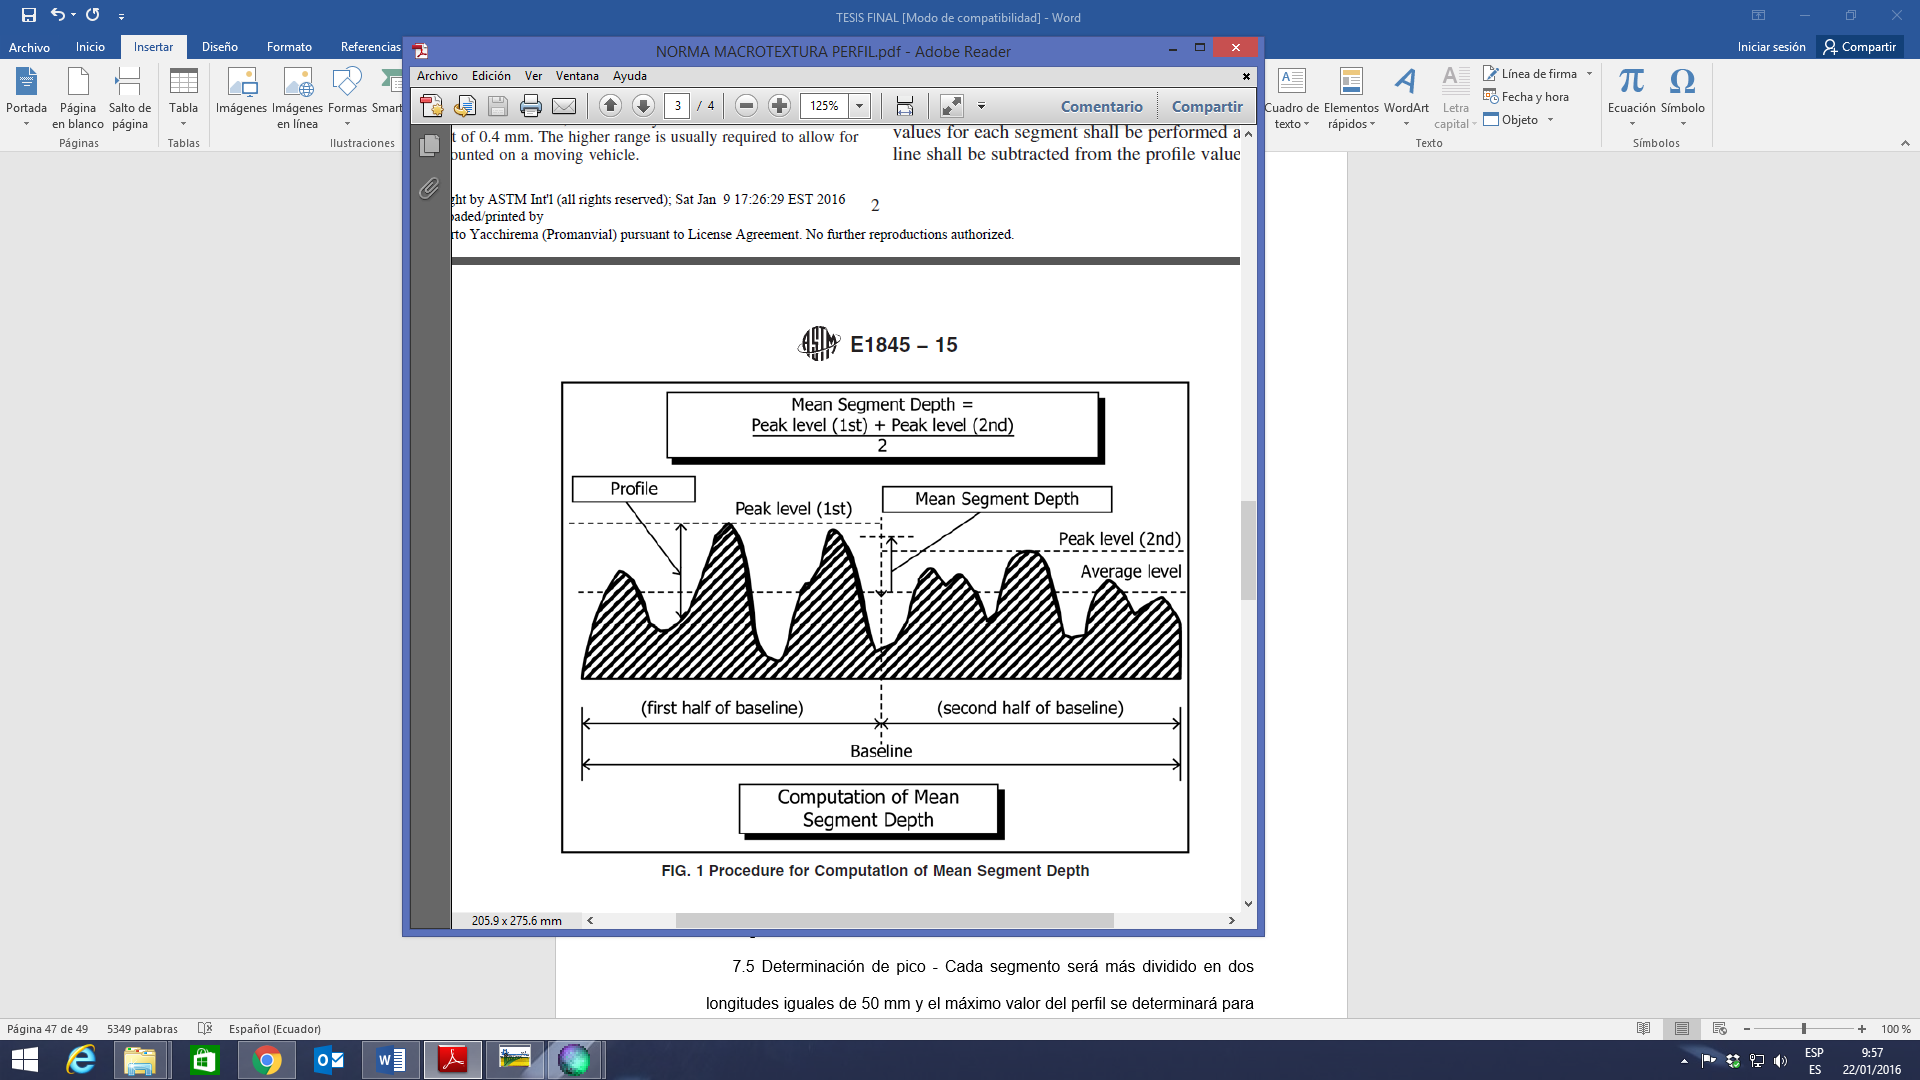 TESIS FINAL [Modo de compatibilidad] - Word
Archivo Inicio Insertar Diseño Formato Referencias
Iniciar sesión Compartir
Portada
Página en blanco
Salto de página
Páginas
Tabla
Tablas
Imágenes
Imágenes en línea
Formas
Smart
Ilustraciones
Cuadro de texto
Elementos rápidos
WordArt
Letra capital
Línea de firma
Fecha y hora
Objeto
Texto
Ecuación
Símbolo
Símbolos
NORMA MACROTEXTURA PERFIL.pdf - Adobe Reader
Archivo Edición Ver Ventana Ayuda
3 / 4
125%
Comentario Compartir
t of 0.4 mm. The higher range is usually required to allow for
ounted on a moving vehicle.
values for each segment shall be performed a
line shall be subtracted from the profile value
ght by ASTM Int'l (all rights reserved); Sat Jan 9 17:26:29 EST 2016
oaded/printed by
rto Yacchirema (Promanvial) pursuant to License Agreement. No further reproductions authorized.
2
ASTM
E1845 – 15
Mean Segment Depth =
Peak level (1st) + Peak level (2nd)
2
Profile
Peak level (1st)
Mean Segment Depth
Peak level (2nd)
Average level
(first half of baseline)
(second half of baseline)
Baseline
Computation of Mean
Segment Depth
FIG. 1 Procedure for Computation of Mean Segment Depth
205.9 x 275.6 mm
7.5 Determinación de pico - Cada segmento será más dividido en dos
longitudes iguales de 50 mm y el máximo valor del perfil se determinará para
Página 47 de 49 5349 palabras Español (Ecuador)
100 %
ESP
ES
9:57
22/01/2016